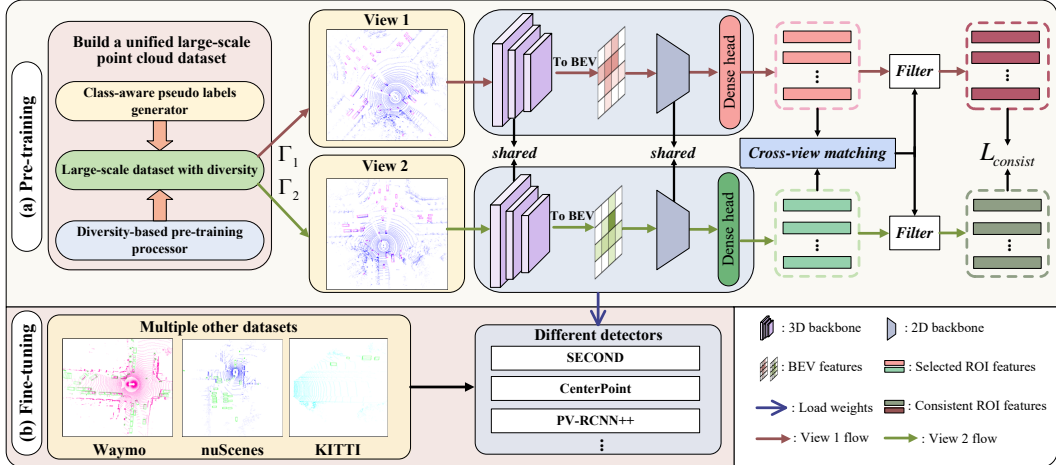 (a) Pre-training
Build a unified large-scale
point cloud dataset
Class-aware pseudo labels
generator
Large-scale dataset with diversity
Diversity-based pre-training
processor
Γ1
Γ2
View 1
View 2
To BEV
Dense head
shared
shared
To BEV
Dense head
Cross-view matching
Filter
Filter
Lconsist
(b) Fine-tuning
Multiple other datasets
Waymo
nuScenes
KITTI
Different detectors
SECOND
CenterPoint
PV-RCNN++
: 3D backbone
: 2D backbone
: BEV features
: Selected ROI features
: Load weights
: Consistent ROI features
: View 1 flow
: View 2 flow